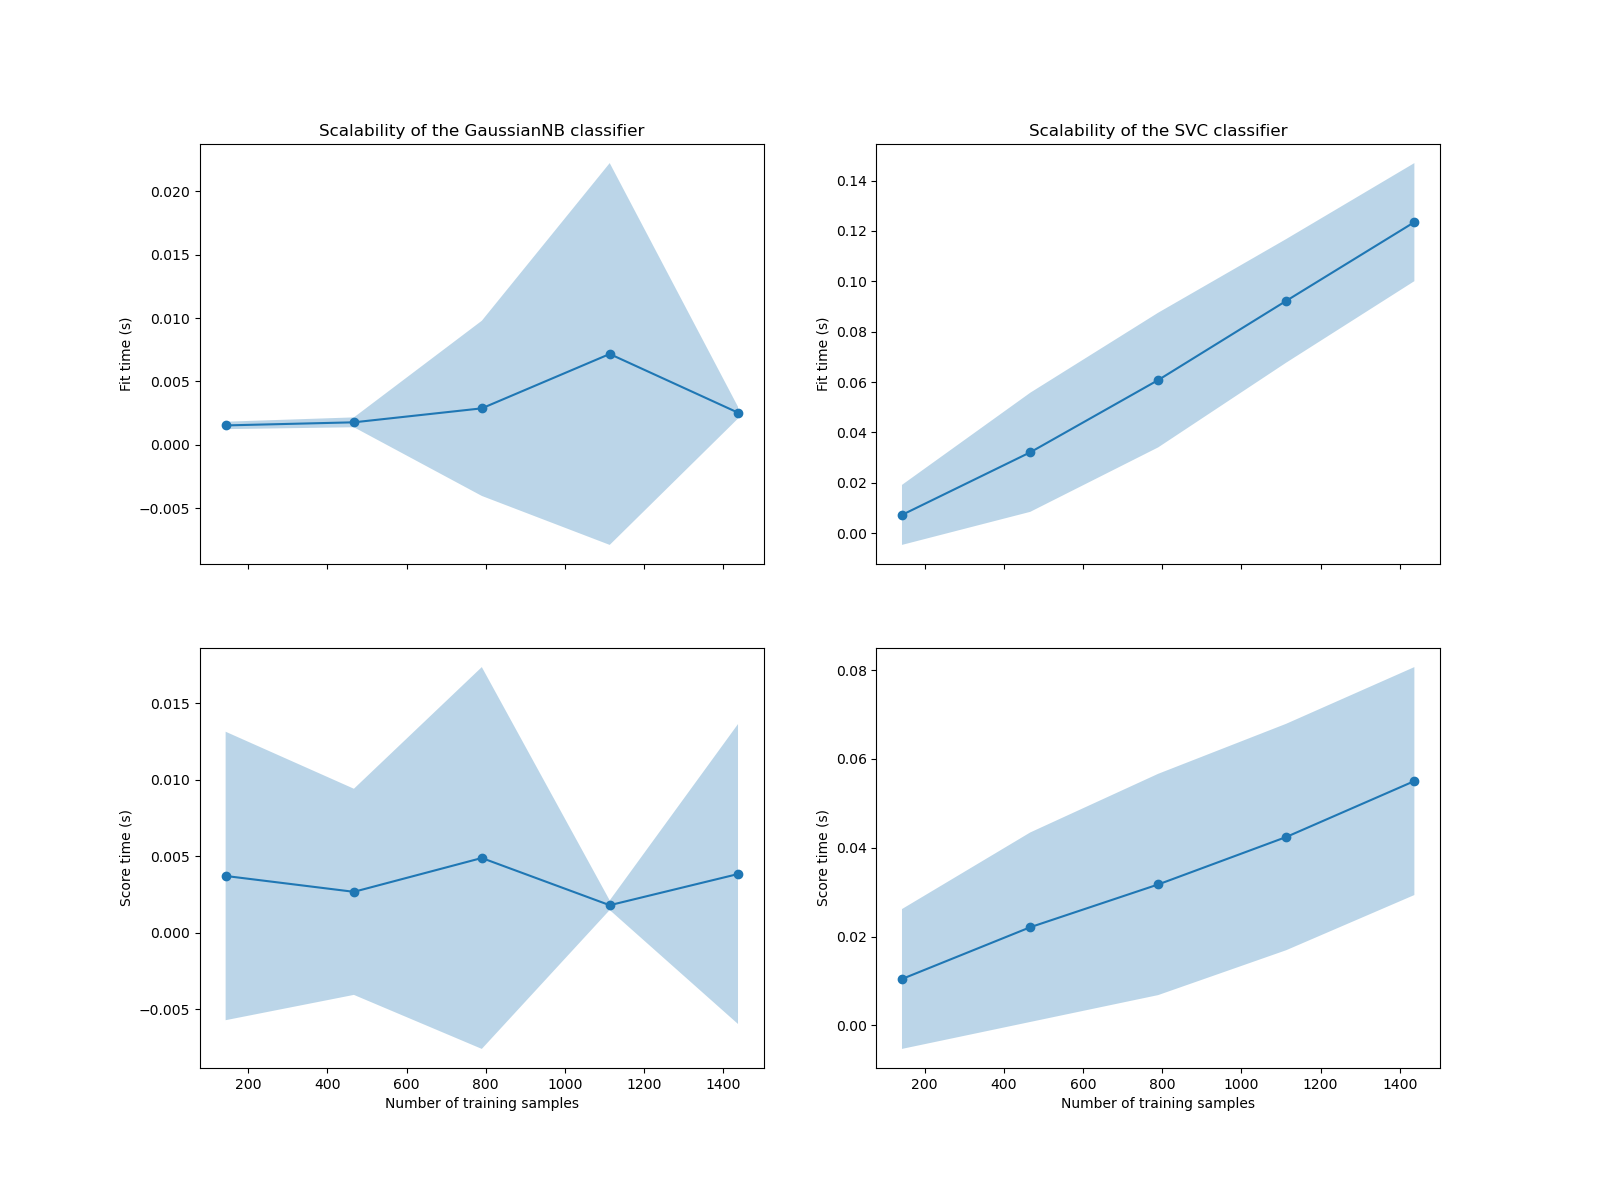 Scalability of the GaussianNB classifier
Scalability of the SVC classifier
Fit time (s)
0.020
0.015
0.010
0.005
0.000
−0.005
Fit time (s)
0.14
0.12
0.10
0.08
0.06
0.04
0.02
0.00
Score time (s)
0.015
0.010
0.005
0.000
−0.005
200 400 600 800 1000 1200 1400
Number of training samples
Score time (s)
0.08
0.06
0.04
0.02
0.00
200 400 600 800 1000 1200 1400
Number of training samples